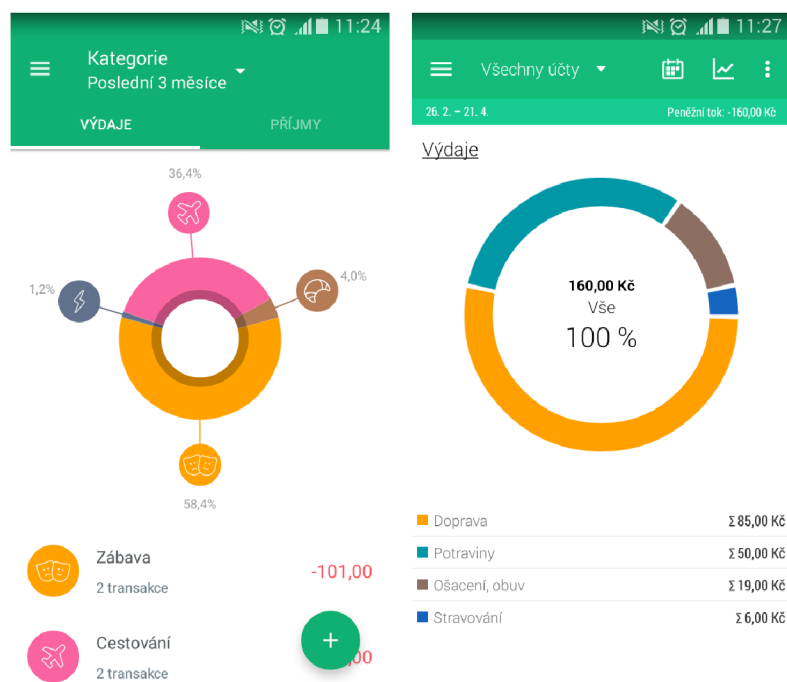 11:24
Kategorie
Poslední 3 měsíce
VÝDAJE
PŘÍJMY
36,4%
1,2%
4,0%
58,4%
Zábava
-101,00
2 transakce
Cestování
2 transakce
11:27
Všechny účty
26. 2. – 21. 4.
Peněžní tok: -160,00 Kč
Výdaje
160,00 Kč
Vše
100 %
Doprava
Σ 85,00 Kč
Potraviny
Σ 50,00 Kč
Ošacení, obuv
Σ 19,00 Kč
Stravování
Σ 6,00 Kč